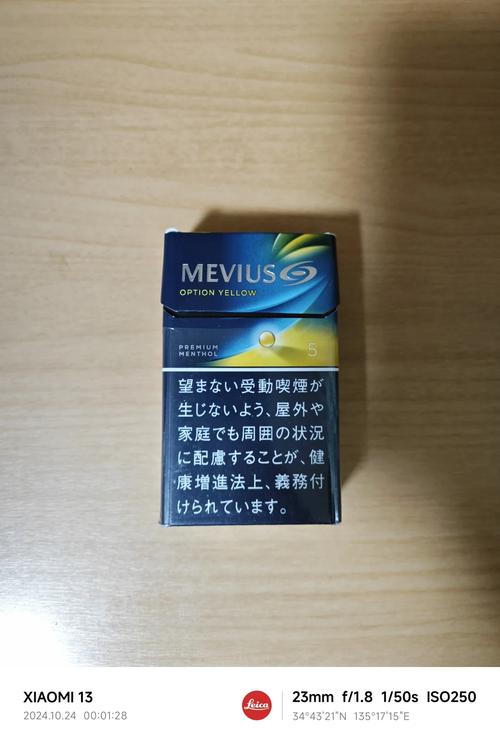 MEVIUS
OPTION YELLOW
PREMIUM
MENTHOL
5
望まない受動喫煙が
生じないよう、屋外や
家庭でも周囲の状況
に配慮することが、健
康増進法上、義務付
けられています。
XIAOMI 13
2024.10.24 00:01:28
Leica
23mm f/1.8 1/50s ISO250
34°43'21"N 135°17'15"E